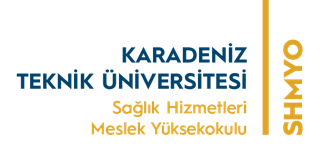 KARADENİZ
TEKNİK ÜNİVERSİTESİ
Sağlık Hizmetleri
Meslek Yüksekokulu
SHMYO